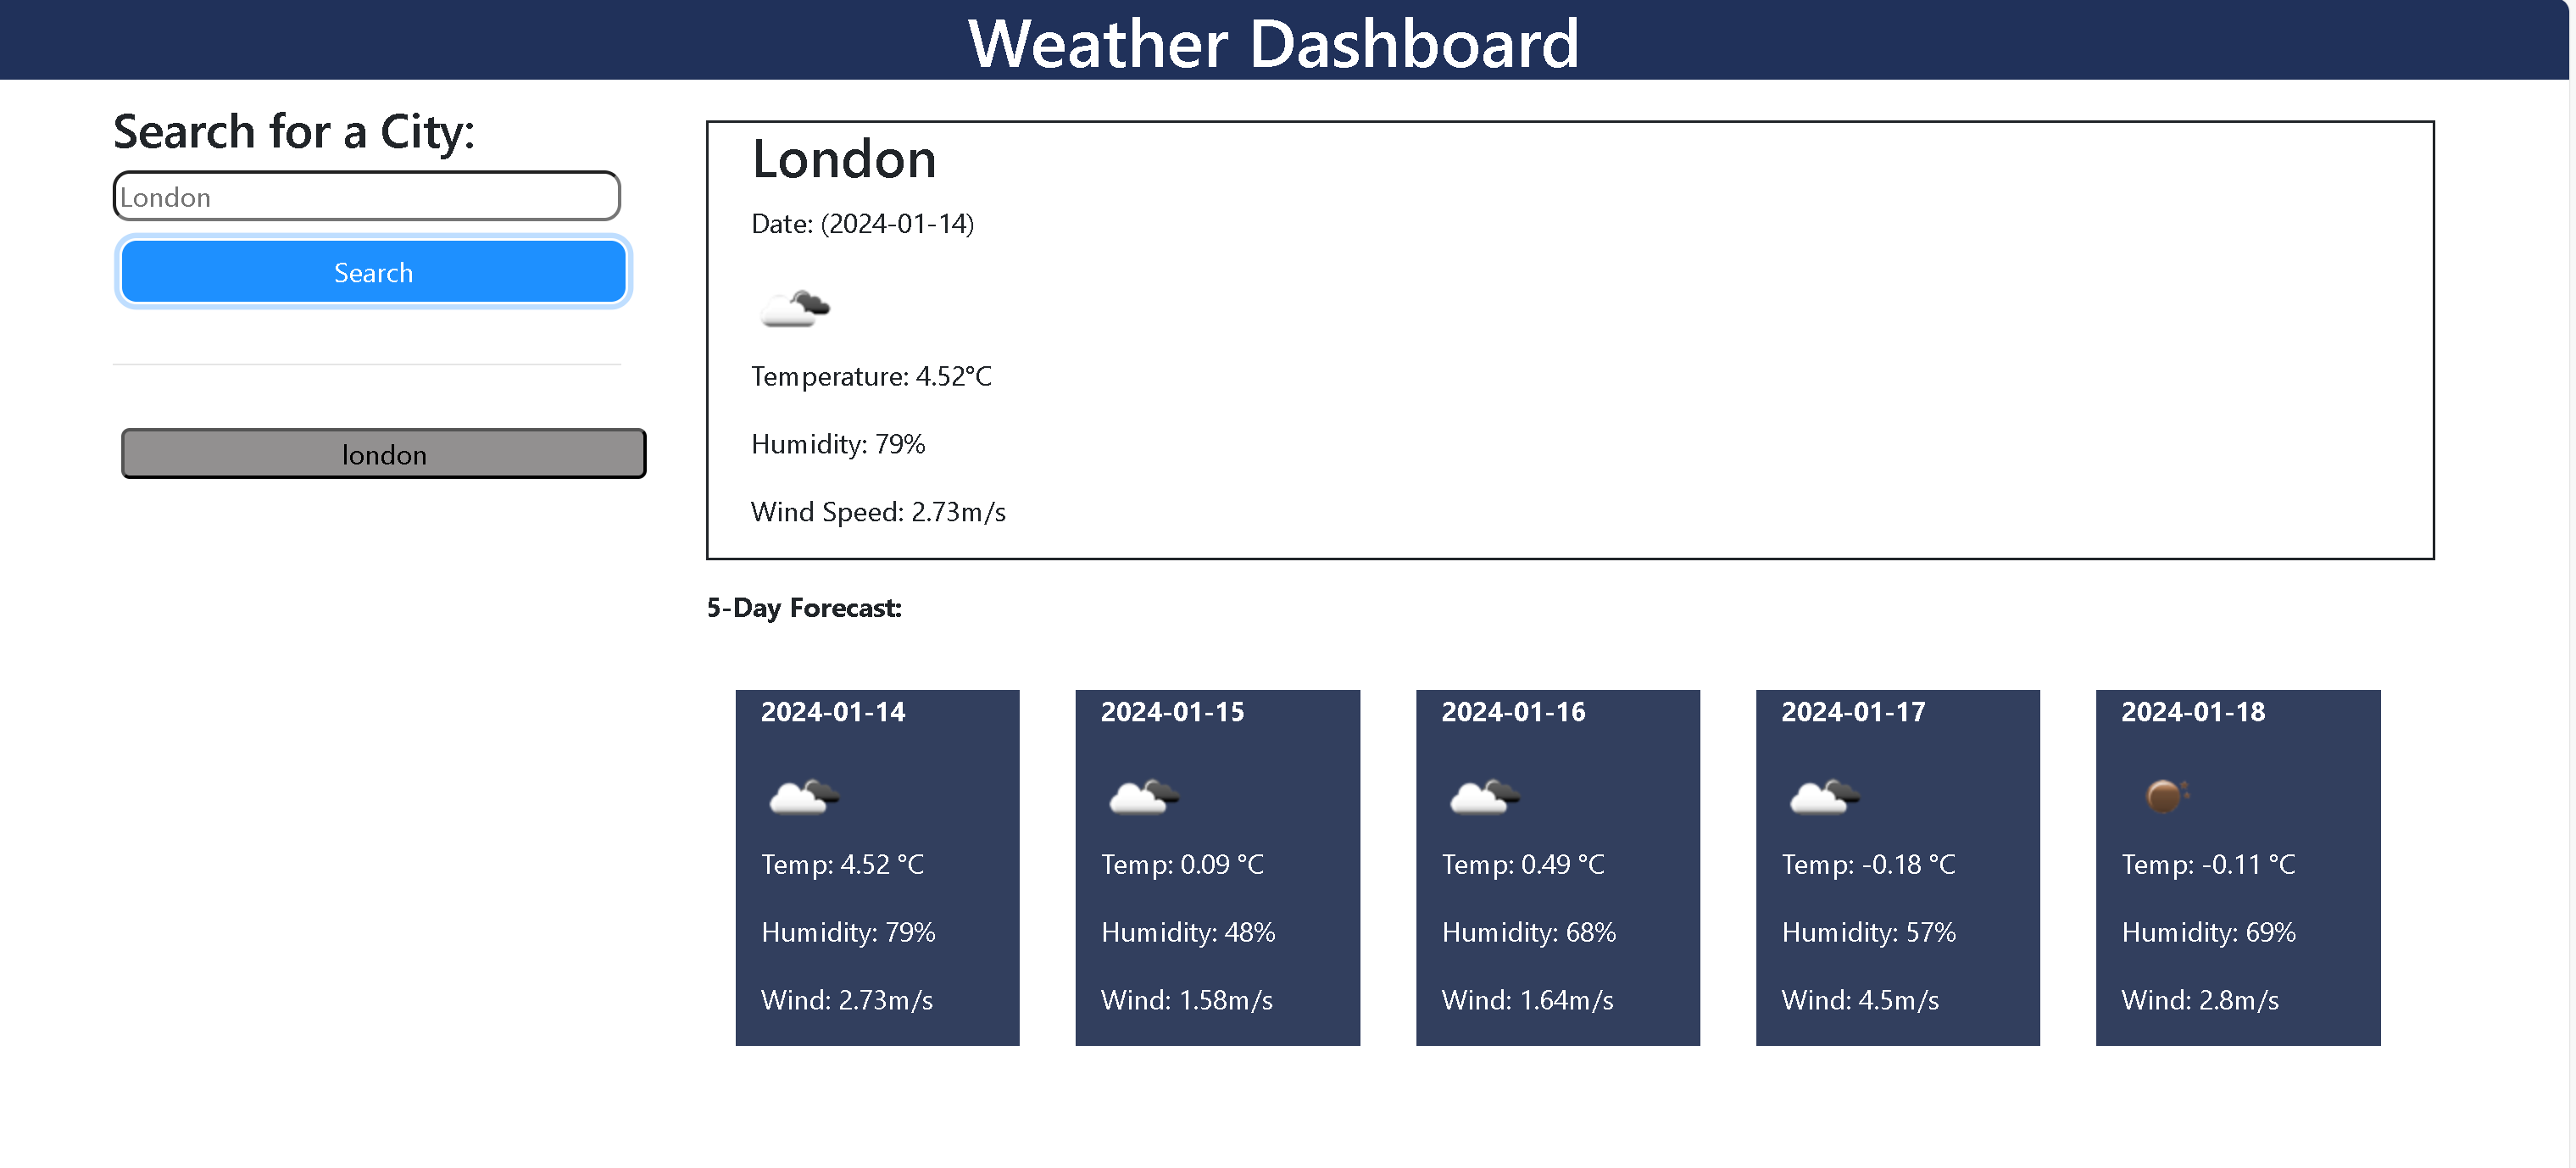 Weather Dashboard
Search for a City:
London
Search
london
London
Date: (2024-01-14)
Temperature: 4.52°C
Humidity: 79%
Wind Speed: 2.73m/s
5-Day Forecast:
2024-01-14
Temp: 4.52 °C
Humidity: 79%
Wind: 2.73m/s
2024-01-15
Temp: 0.09 °C
Humidity: 48%
Wind: 1.58m/s
2024-01-16
Temp: 0.49 °C
Humidity: 68%
Wind: 1.64m/s
2024-01-17
Temp: -0.18 °C
Humidity: 57%
Wind: 4.5m/s
2024-01-18
Temp: -0.11 °C
Humidity: 69%
Wind: 2.8m/s